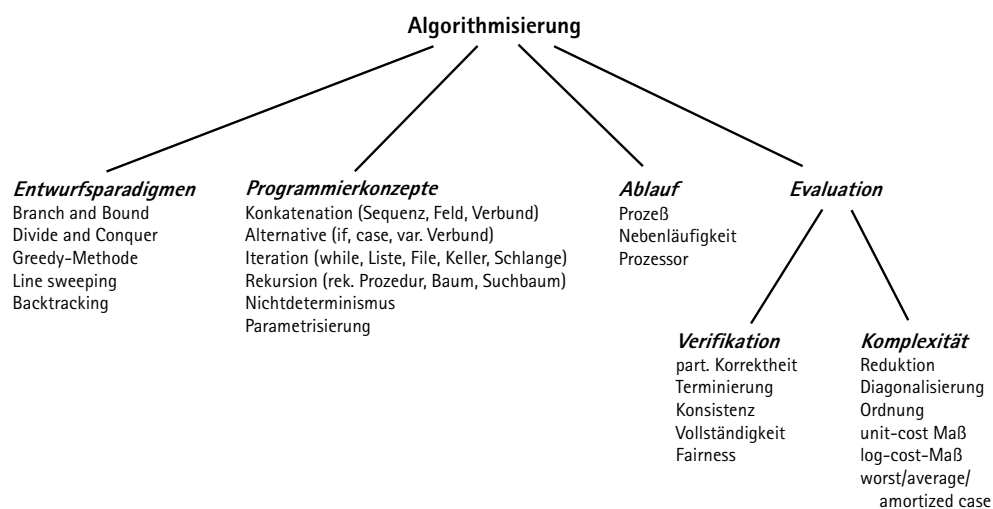 Algorithmisierung
Entwurfsparadigmen
Branch and Bound
Divide and Conquer
Greedy-Methode
Line sweeping
Backtracking
Programmierkonzepte
Konkatenation (Sequenz, Feld, Verbund)
Alternative (if, case, var. Verbund)
Iteration (while, Liste, File, Keller, Schlange)
Rekursion (rek. Prozedur, Baum, Suchbaum)
Nichtdeterminismus
Parametrisierung
Ablauf
Prozeß
Nebenläufigkeit
Prozessor
Evaluation
Verifikation
part. Korrektheit
Terminierung
Konsistenz
Vollständigkeit
Fairness
Komplexität
Reduktion
Diagonalisierung
Ordnung
unit-cost Maß
log-cost-Maß
worst/average/
amortized case